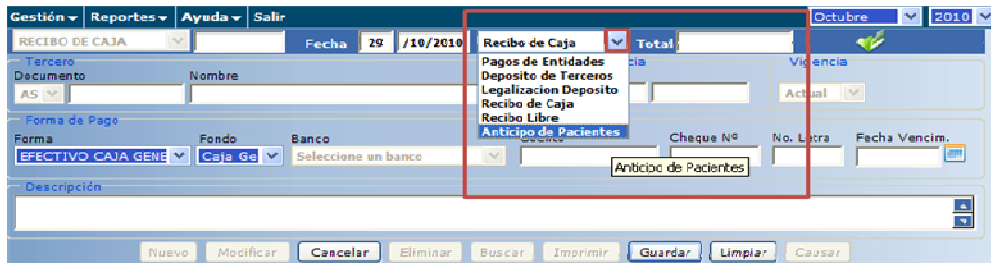 Gestión Reportes Ayuda Salir Octubre 2010
RECIBO DE CAJA Fecha 29 /10/2010 Recibo de Caja Total
Pagos de Entidades
Deposito de Terceros
Legalizacion Deposito
Recibo de Caja
Recibo Libre
Anticipo de Pacientes
Anticipo de Pacientes
Tercero Vigencia
Documento Nombre
AS Actual
Forma de Pago
Forma Fondo Banco Cheque Nº No. Letra Fecha Vencim.
EFECTIVO CAJA GENE Caja Ge Seleccione un banco
Descripción
Nuevo Modificar Cancelar Eliminar Buscar Imprimir Guardar Limpiar Causar